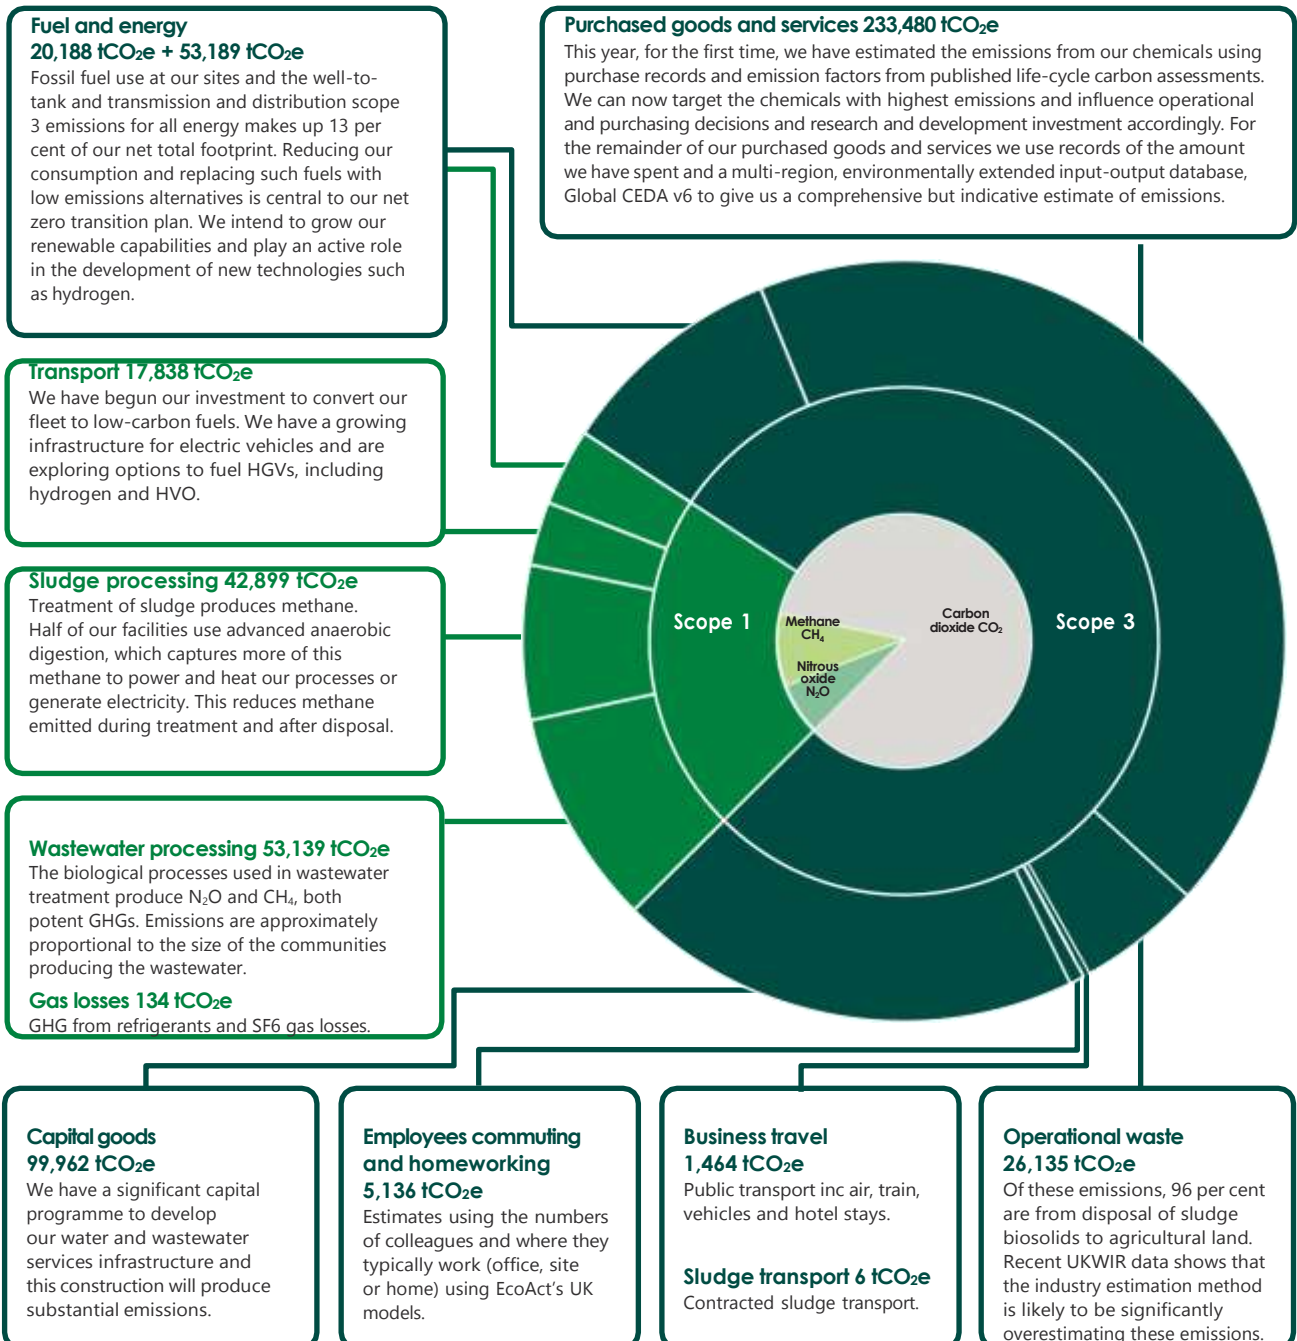 Fuel and energy
20,188 tCO₂e + 53,189 tCO₂e
Fossil fuel use at our sites and the well-to-
tank and transmission and distribution scope
3 emissions for all energy makes up 13 per
cent of our net total footprint. Reducing our
consumption and replacing such fuels with
low emissions alternatives is central to our net
zero transition plan. We intend to grow our
renewable capabilities and play an active role
in the development of new technologies such
as hydrogen.
Purchased goods and services 233,480 tCO₂e
This year, for the first time, we have estimated the emissions from our chemicals using
purchase records and emission factors from published life-cycle carbon assessments.
We can now target the chemicals with highest emissions and influence operational
and purchasing decisions and research and development investment accordingly. For
the remainder of our purchased goods and services we use records of the amount
we have spent and a multi-region, environmentally extended input-output database,
Global CEDA v6 to give us a comprehensive but indicative estimate of emissions.
Transport 17,838 tCO₂e
We have begun our investment to convert our
fleet to low-carbon fuels. We have a growing
infrastructure for electric vehicles and are
exploring options to fuel HGVs, including
hydrogen and HVO.
Sludge processing 42,899 tCO₂e
Treatment of sludge produces methane.
Half of our facilities use advanced anaerobic
digestion, which captures more of this
methane to power and heat our processes or
generate electricity. This reduces methane
emitted during treatment and after disposal.
Wastewater processing 53,139 tCO₂e
The biological processes used in wastewater
treatment produce N₂O and CH₄, both
potent GHGs. Emissions are approximately
proportional to the size of the communities
producing the wastewater.
Gas losses 134 tCO₂e
GHG from refrigerants and SF6 gas losses.
Scope 1
Methane
CH₄
Nitrous
oxide
N₂O
Carbon
dioxide CO₂
Scope 3
Capital goods
99,962 tCO₂e
We have a significant capital
programme to develop
our water and wastewater
services infrastructure and
this construction will produce
substantial emissions.
Employees commuting
and homeworking
5,136 tCO₂e
Estimates using the numbers
of colleagues and where they
typically work (office, site
or home) using EcoAct's UK
models.
Business travel
1,464 tCO₂e
Public transport inc air, train,
vehicles and hotel stays.
Sludge transport 6 tCO₂e
Contracted sludge transport.
Operational waste
26,135 tCO₂e
Of these emissions, 96 per cent
are from disposal of sludge
biosolids to agricultural land.
Recent UKWIR data shows that
the industry estimation method
is likely to be significantly
overestimating these emissions.